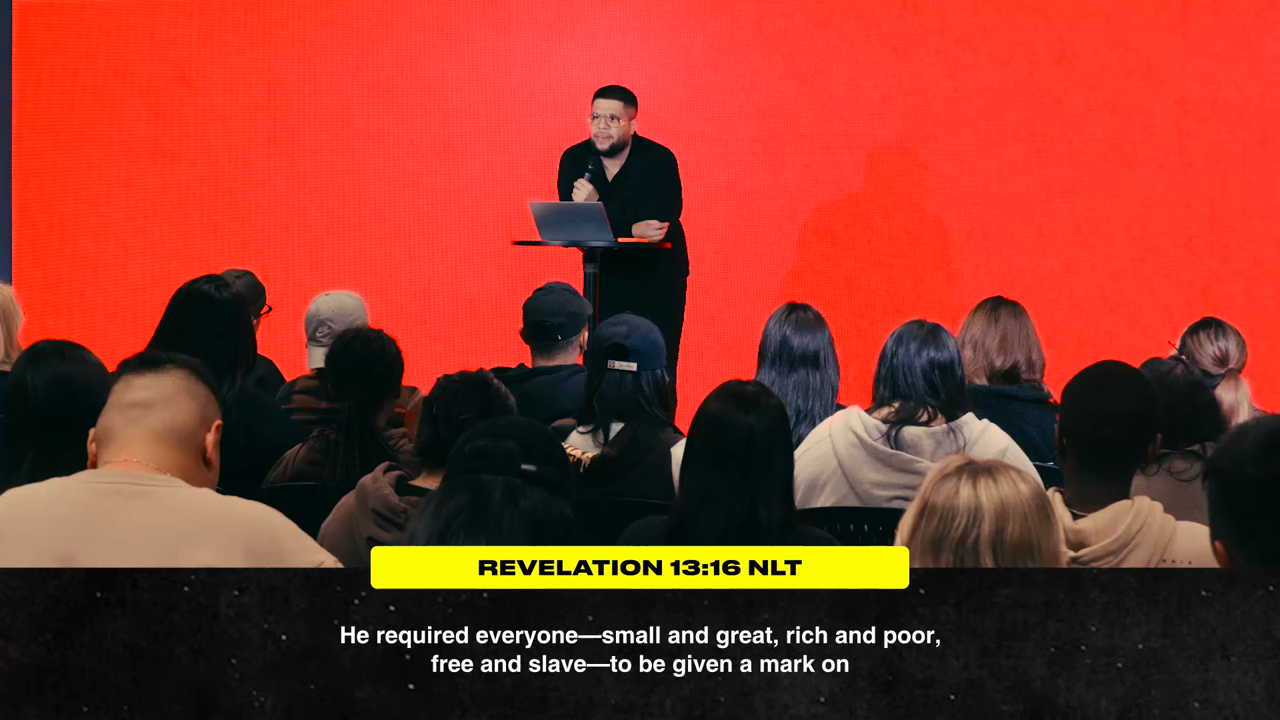 REVELATION 13:16 NLT
He required everyone—small and great, rich and poor,
free and slave—to be given a mark on